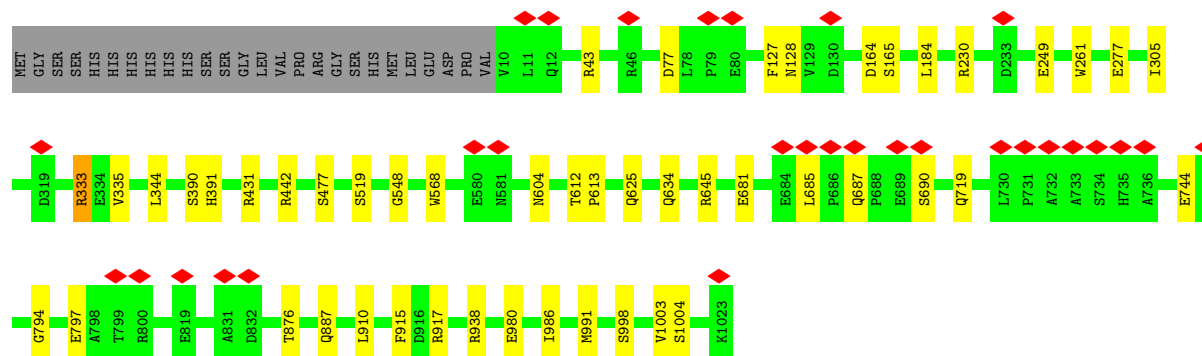 MET GLY SER SER HIS HIS HIS HIS HIS HIS SER SER GLY LEU VAL PRO ARG GLY SER HIS MET LEU GLU ASP PRO VAL V10 L11 Q12 R43 R46 D77 L78 P79 E80 F127 N128 V129 D130 D164 S165 L184 R230 D233 E249 W261 E277 I305
D319 R333 E334 V335 L344 S390 H391 R431 R442 S477 S519 G548 W568 E580 N581 N604 T612 P613 Q625 Q634 R645 E681 E684 L685 P686 Q687 P688 E689 S690 Q719 L730 P731 A732 A733 S734 H735 A736 E744
G794 E797 A798 T799 R800 E819 A831 D832 T876 Q887 L910 F915 D916 R917 R938 E980 I986 M991 S998 V1003 S1004 K1023